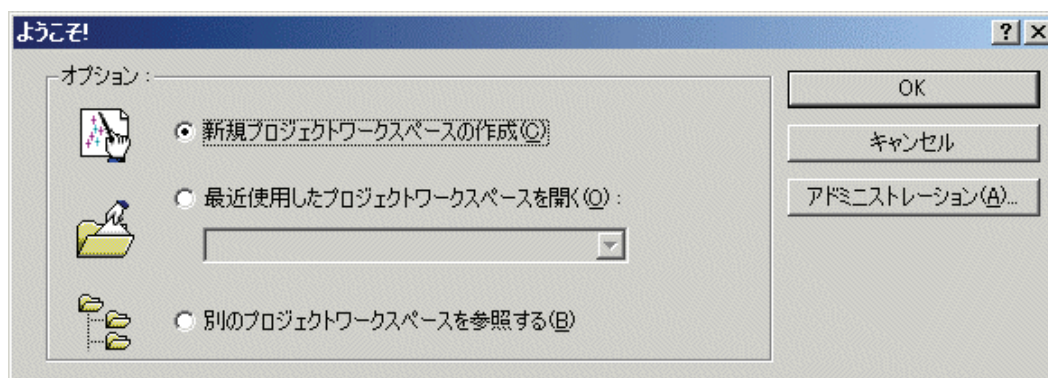 ようこそ!
オプション:
新規プロジェクトワークスペースの作成(C)
最近使用したプロジェクトワークスペースを開く(O):
別のプロジェクトワークスペースを参照する(B)
OK
キャンセル
アドミニストレーション(A)...